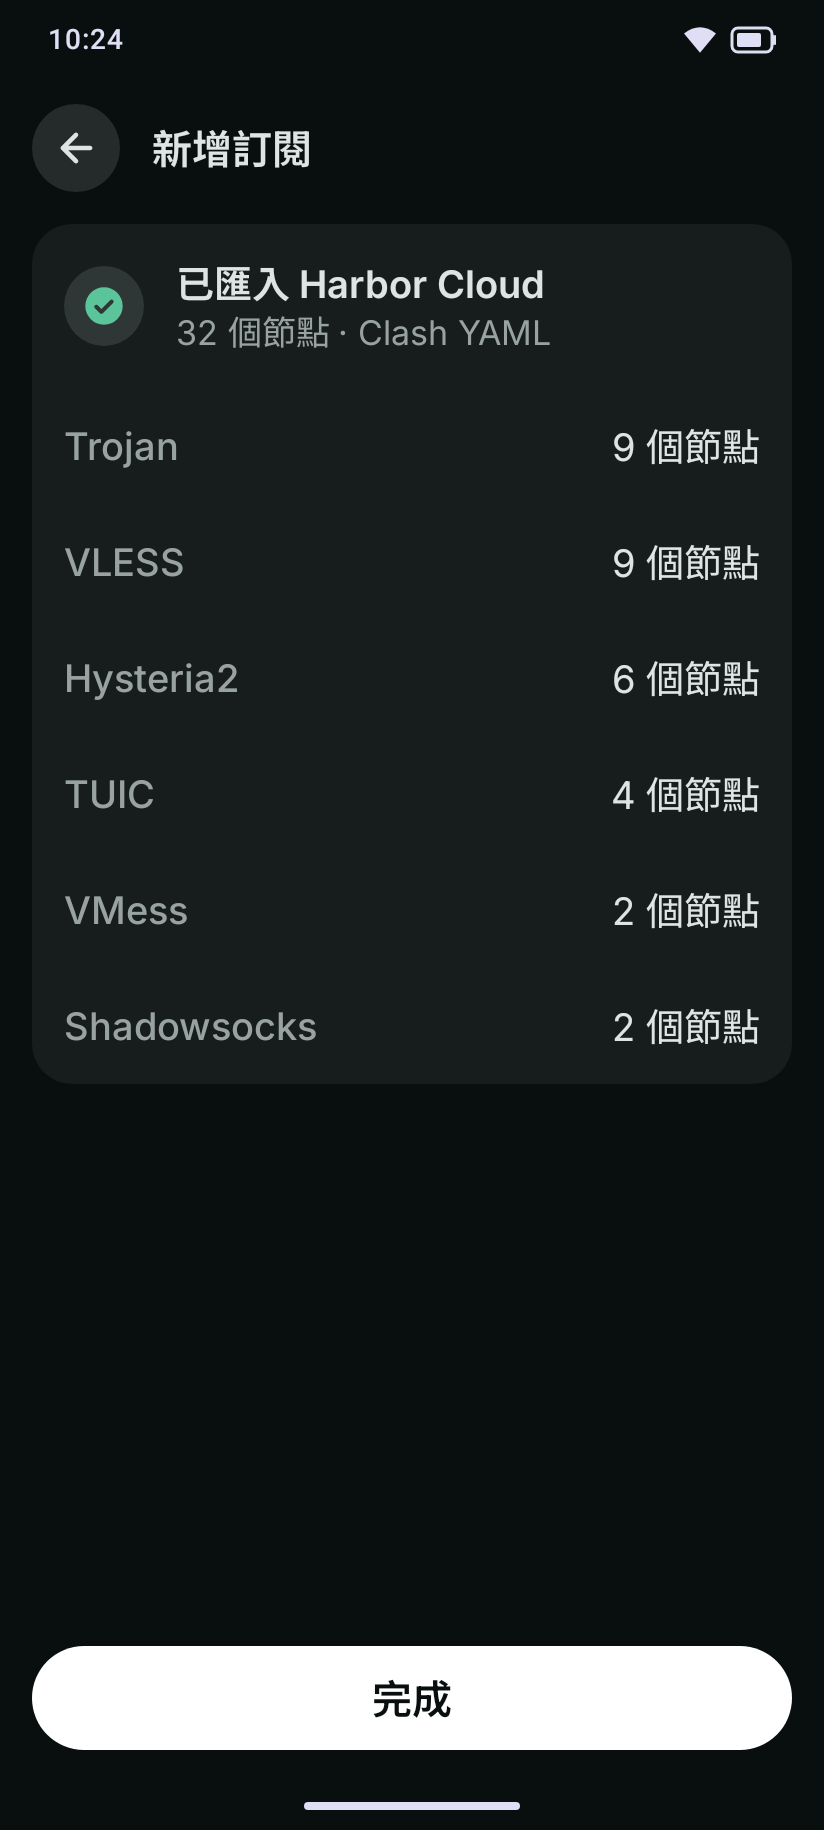 10:24
新增訂閱
已匯入 Harbor Cloud
32 個節點 · Clash YAML
Trojan 9 個節點
VLESS 9 個節點
Hysteria2 6 個節點
TUIC 4 個節點
VMess 2 個節點
Shadowsocks 2 個節點
完成